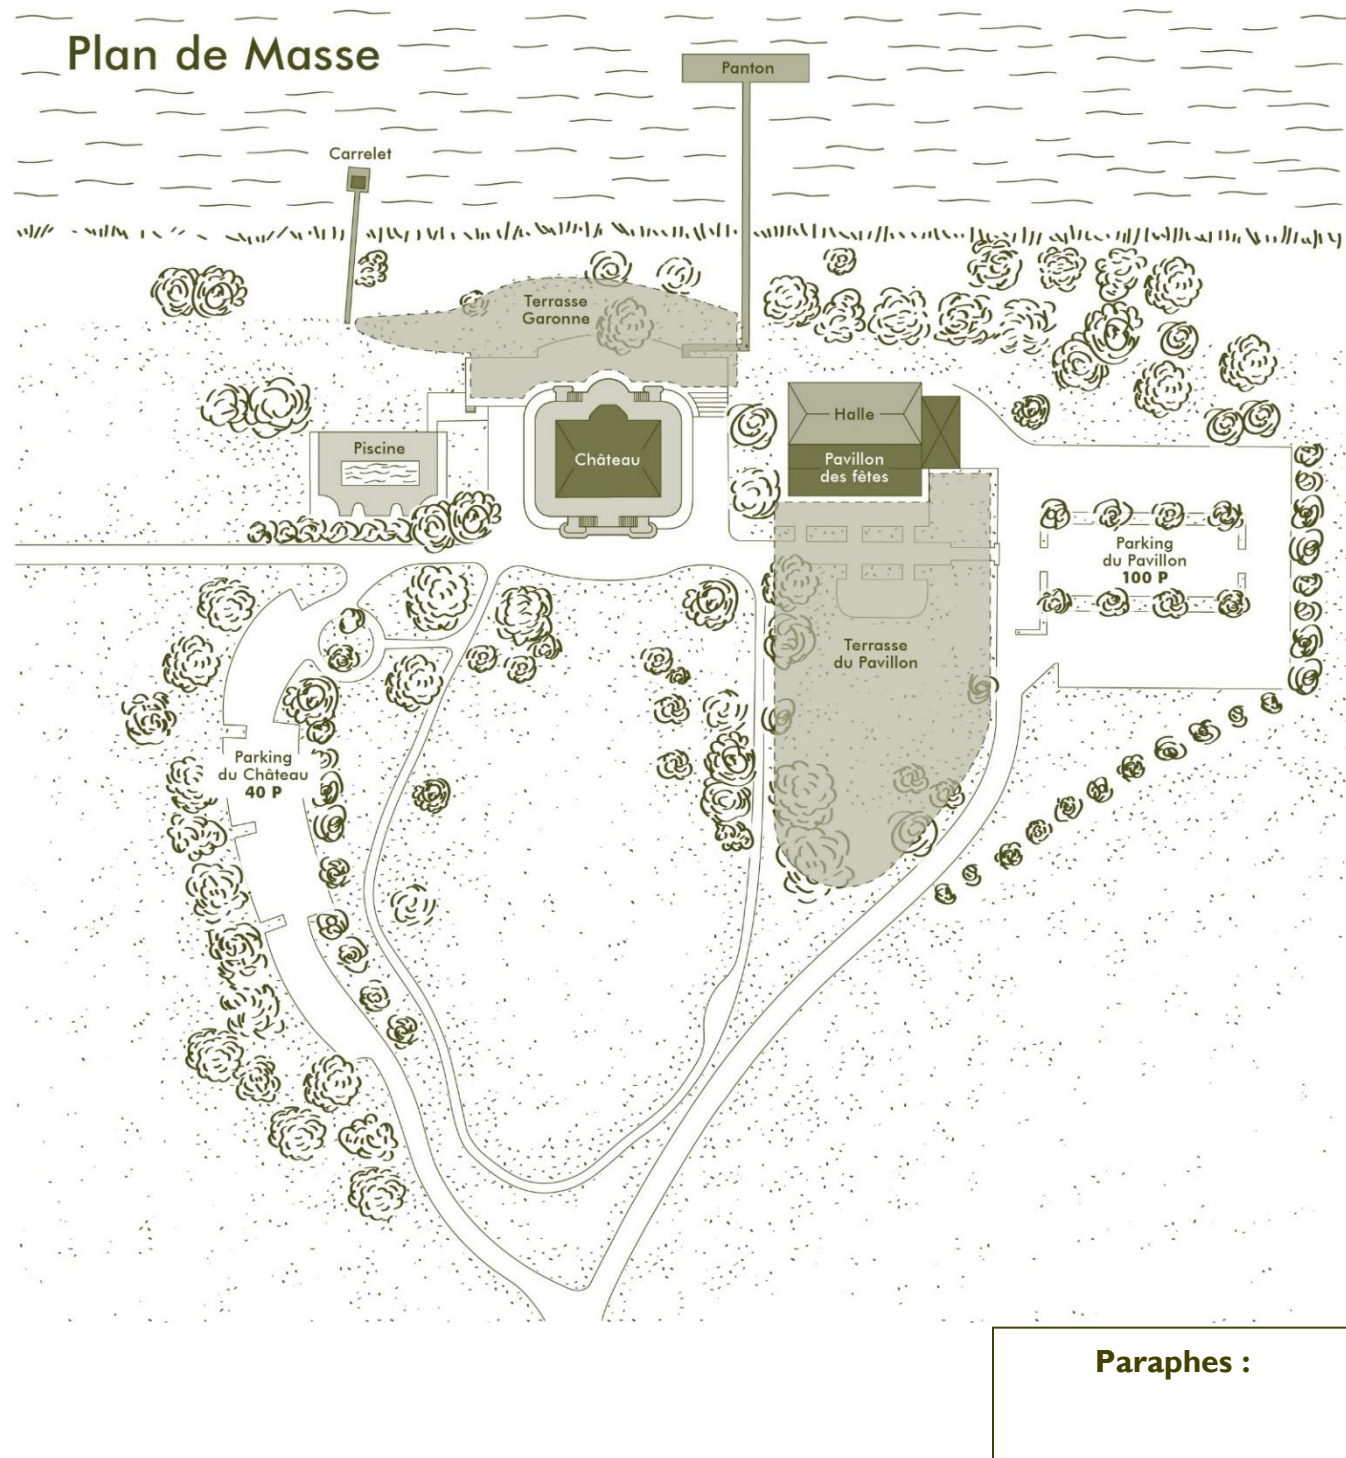 Plan de Masse
Panton
Carrelet
Terrasse
Garonne
Halle
Piscine
Château
Pavillon
des fêtes
Parking
du Pavillon
100 P
Terrasse
du Pavillon
Parking
du Château
40 P
Paraphes :